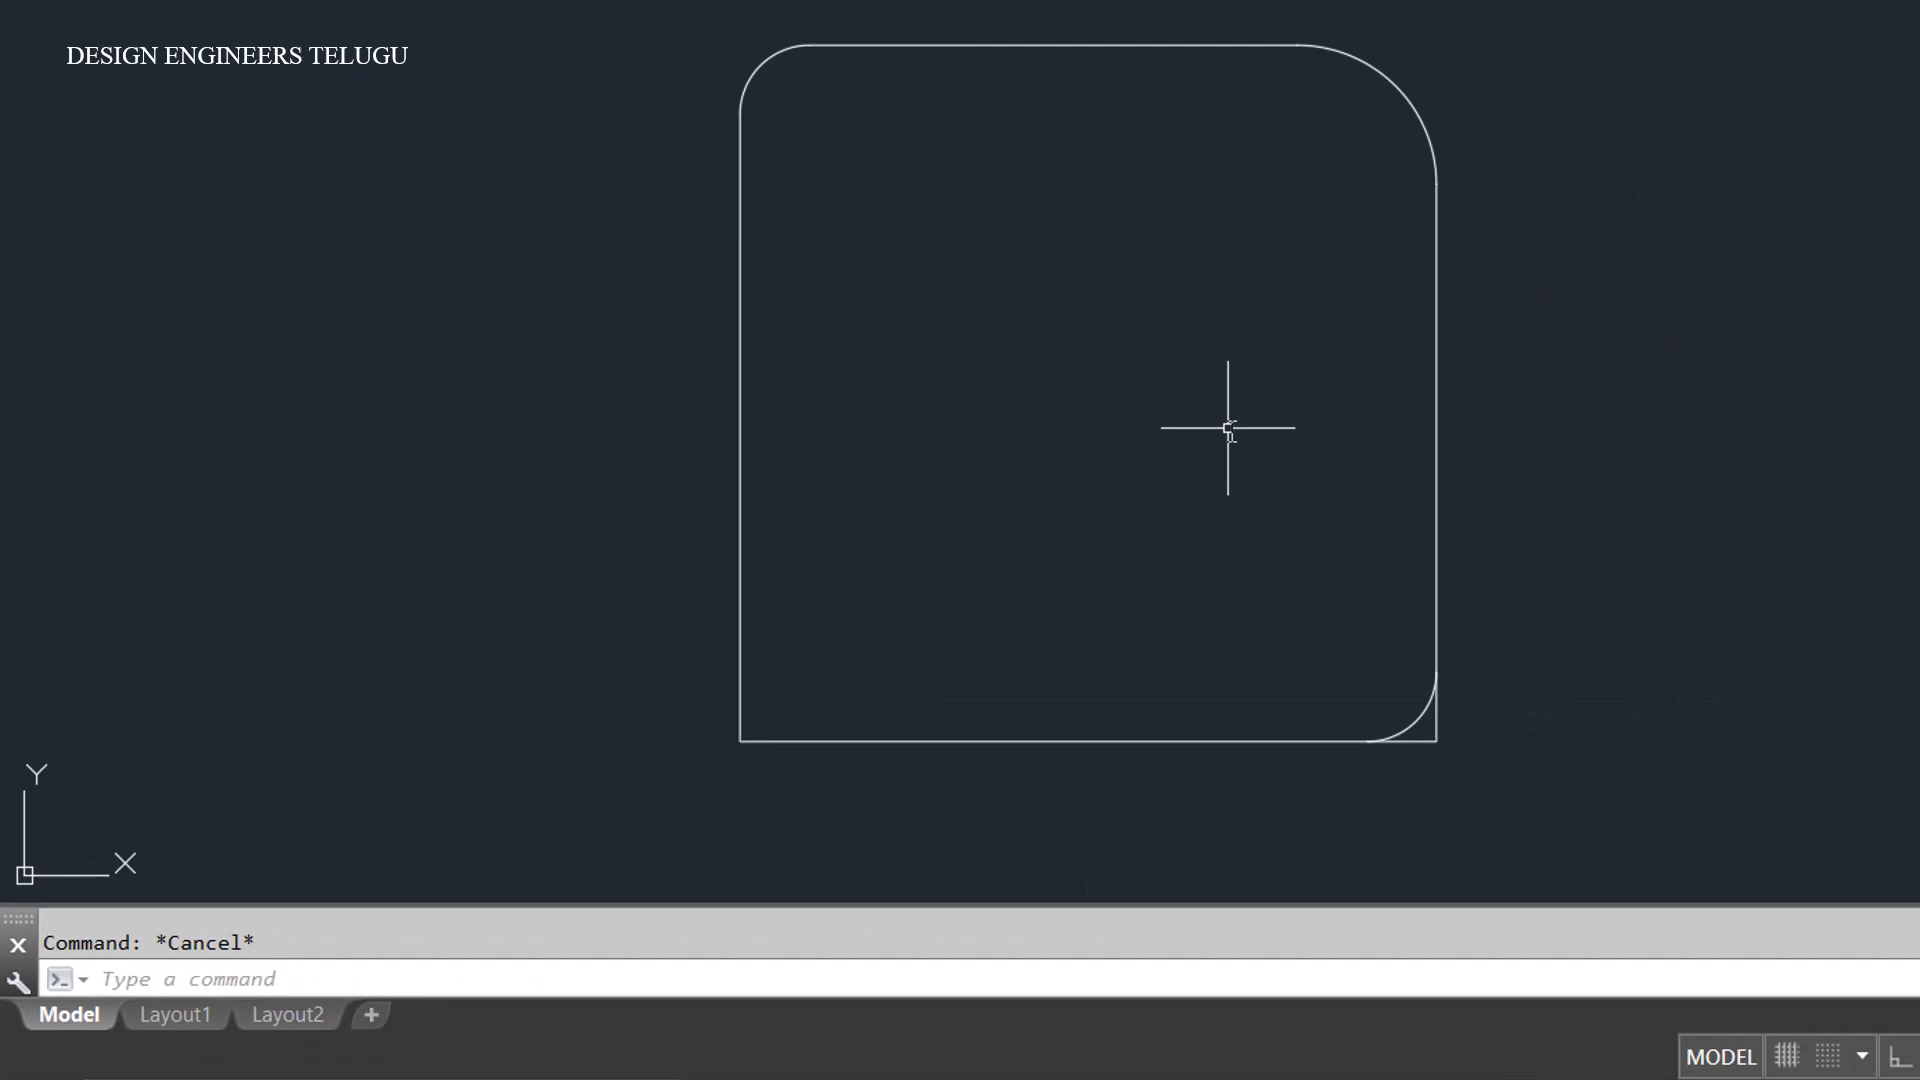 DESIGN ENGINEERS TELUGU
Y
X
Command: *Cancel*
Type a command
Model Layout1 Layout2 +
MODEL